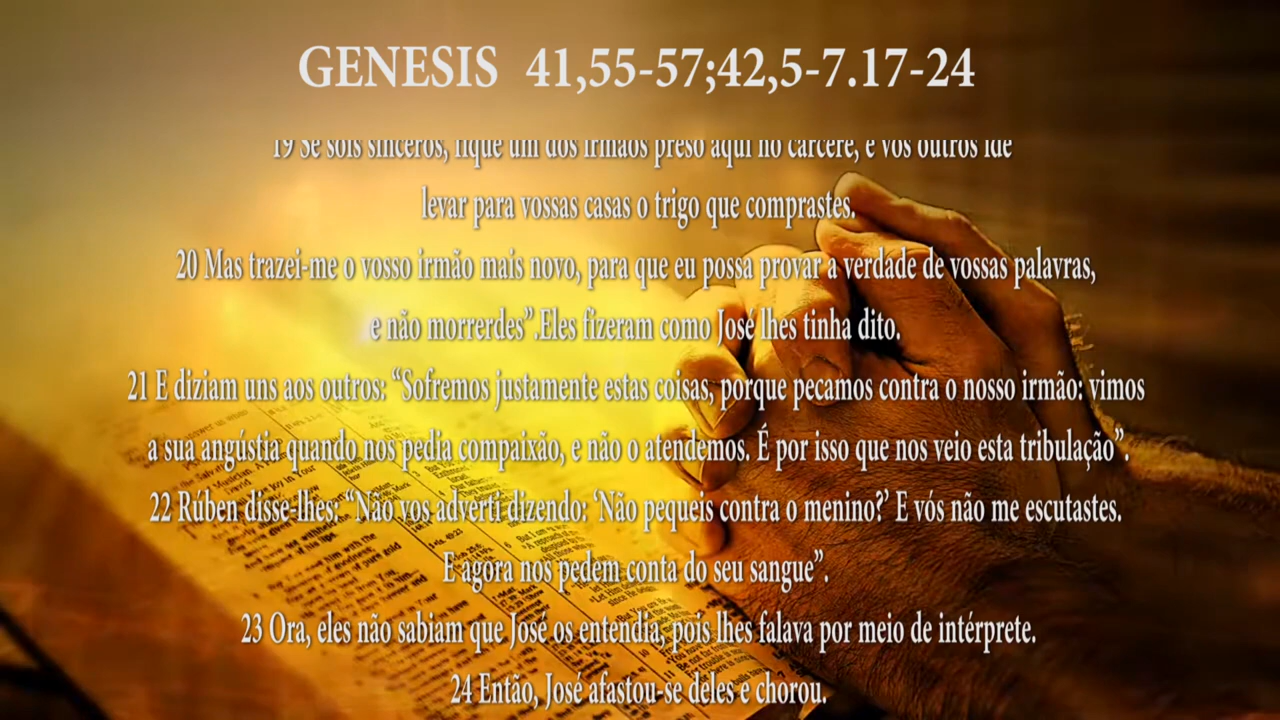 GENESIS 41,55-57;42,5-7.17-24
19 Se sois sinceros, fique um dos irmãos preso aqui no cárcere, e vós outros ide
levar para vossas casas o trigo que comprastes.
20 Mas trazei-me o vosso irmão mais novo, para que eu possa provar a verdade de vossas palavras,
e não morrerdes”.Eles fizeram como José lhes tinha dito.
21 E diziam uns aos outros: “Sofremos justamente estas coisas, porque pecamos contra o nosso irmão: vimos
a sua angústia quando nos pedia compaixão, e não o atendemos. É por isso que nos veio esta tribulação”.
22 Rúben disse-lhes: “Não vos adverti dizendo: ‘Não pequeis contra o menino?’ E vós não me escutastes.
E agora nos pedem conta do seu sangue”.
23 Ora, eles não sabiam que José os entendia, pois lhes falava por meio de intérprete.
24 Então, José afastou-se deles e chorou.